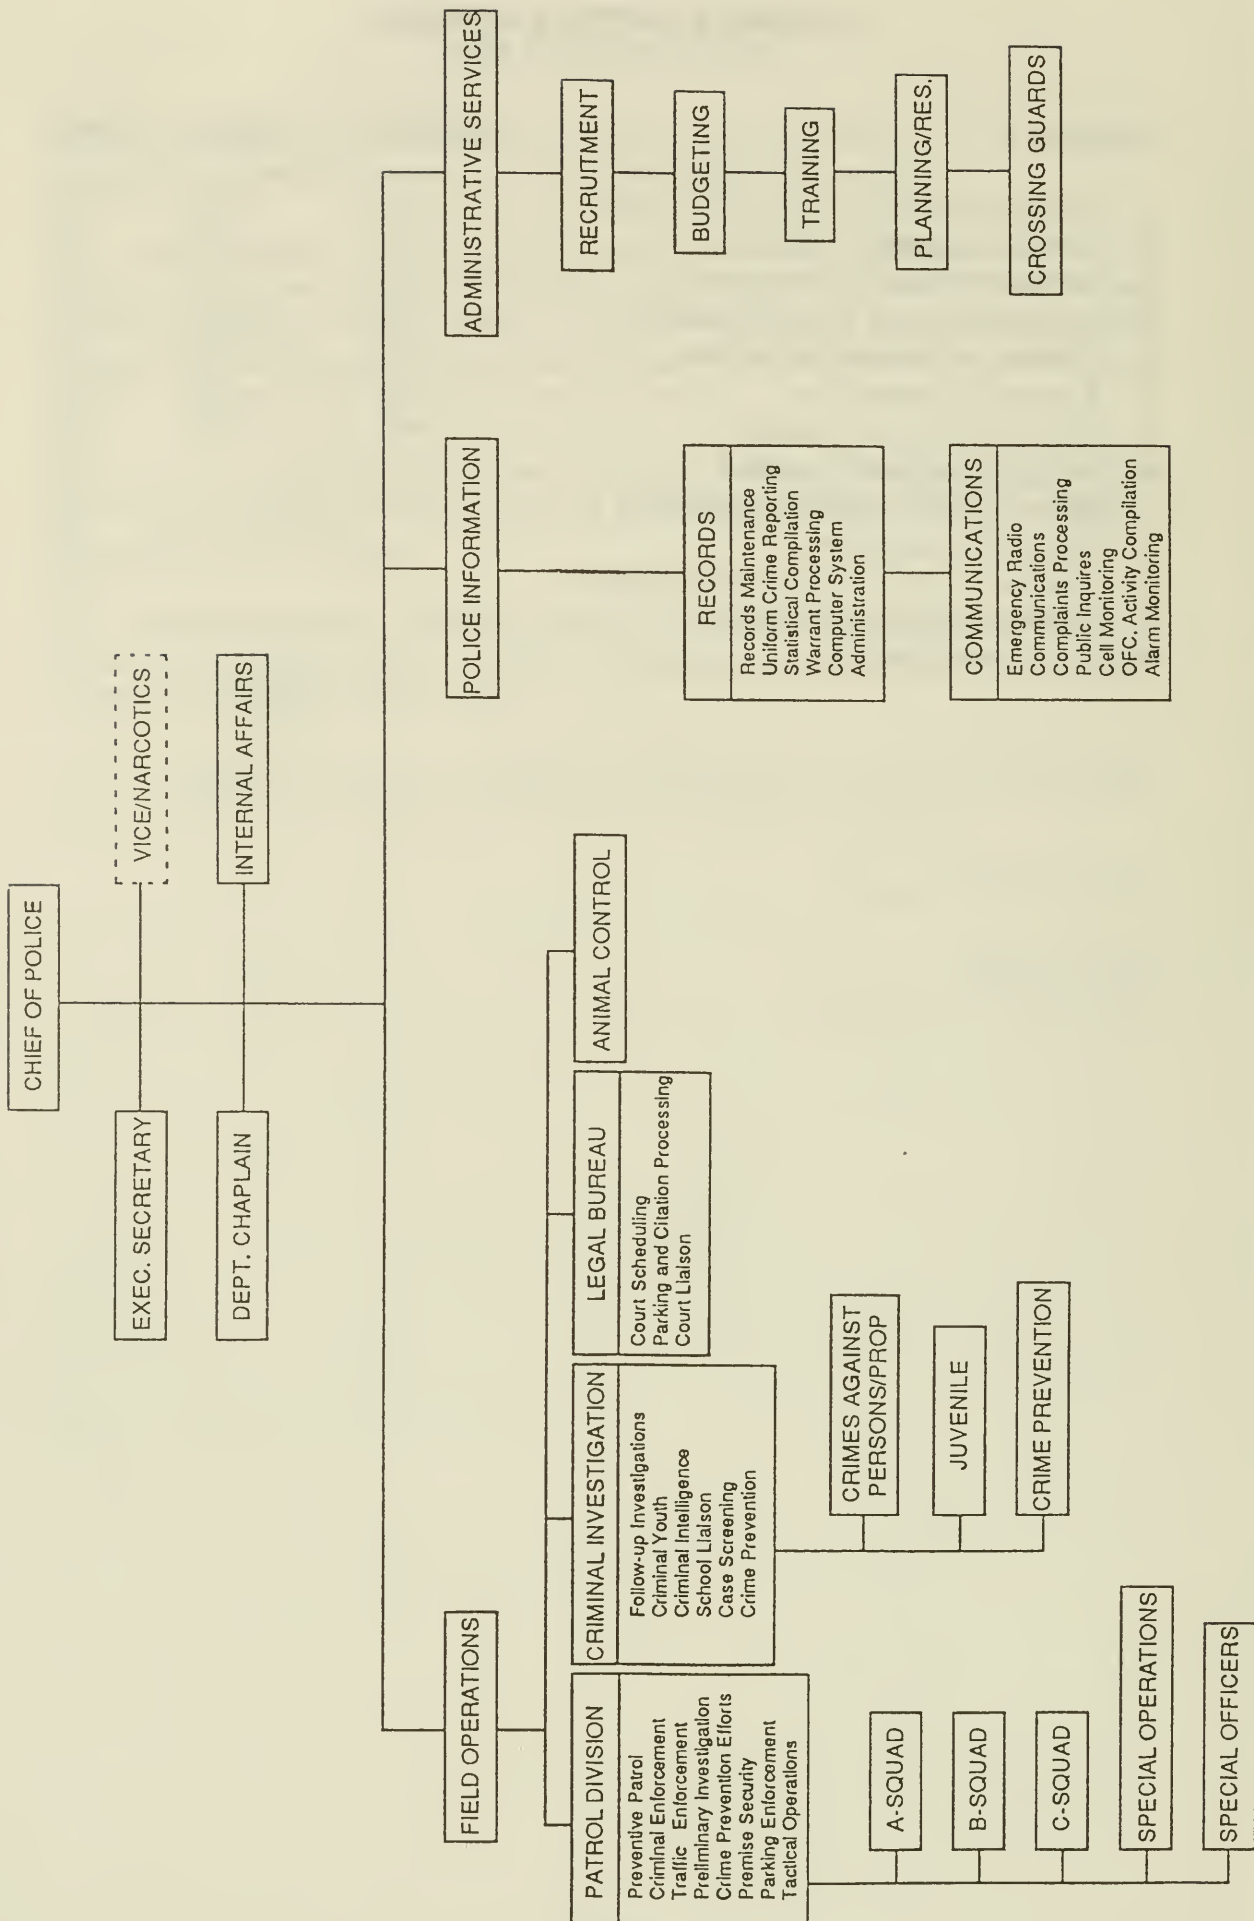 CHIEF OF POLICE
EXEC. SECRETARY
VICE/NARCOTICS
DEPT. CHAPLAIN
INTERNAL AFFAIRS
FIELD OPERATIONS
POLICE INFORMATION
ADMINISTRATIVE SERVICES
PATROL DIVISION
Preventive Patrol
Criminal Enforcement
Traffic Enforcement
Preliminary Investigation
Crime Prevention Efforts
Premise Security
Parking Enforcement
Tactical Operations
A-SQUAD
B-SQUAD
C-SQUAD
SPECIAL OPERATIONS
SPECIAL OFFICERS
CRIMINAL INVESTIGATION
Follow-up Investigations
Criminal Youth
Criminal Intelligence
School Liaison
Case Screening
Crime Prevention
CRIMES AGAINST
PERSONS/PROP
JUVENILE
CRIME PREVENTION
LEGAL BUREAU
Court Scheduling
Parking and Citation Processing
Court Liaison
ANIMAL CONTROL
RECORDS
Records Maintenance
Uniform Crime Reporting
Statistical Compilation
Warrant Processing
Computer System
Administration
COMMUNICATIONS
Emergency Radio
Communications
Complaints Processing
Public Inquires
Cell Monitoring
OFC. Activity Compilation
Alarm Monitoring
RECRUITMENT
BUDGETING
TRAINING
PLANNING/RES.
CROSSING GUARDS